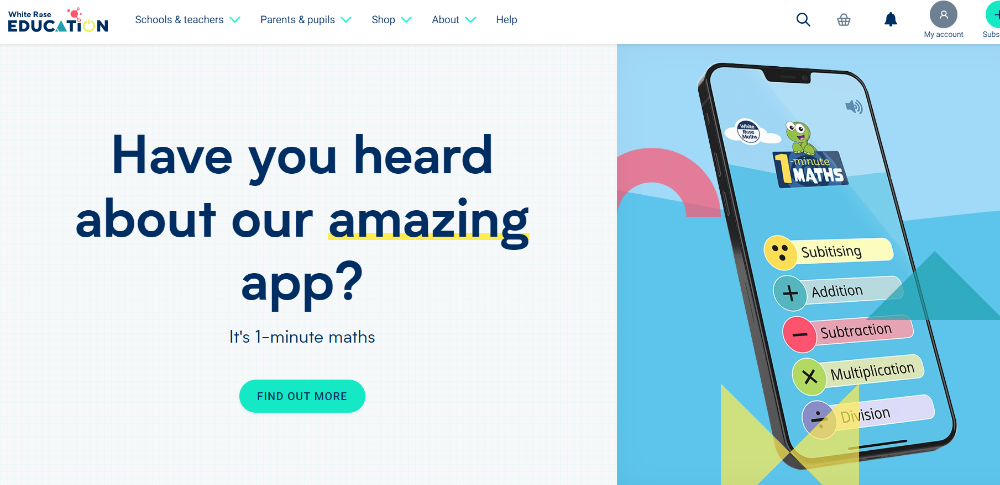 White Rose
EDUCATION
Schools & teachers
Parents & pupils
Shop
About
Help
My account
Subs
Have you heard
about our amazing
app?
It's 1-minute maths
FIND OUT MORE
White
Rose
Maths
1-minute
MATHS
Subitising
Addition
Subtraction
Multiplication
Division